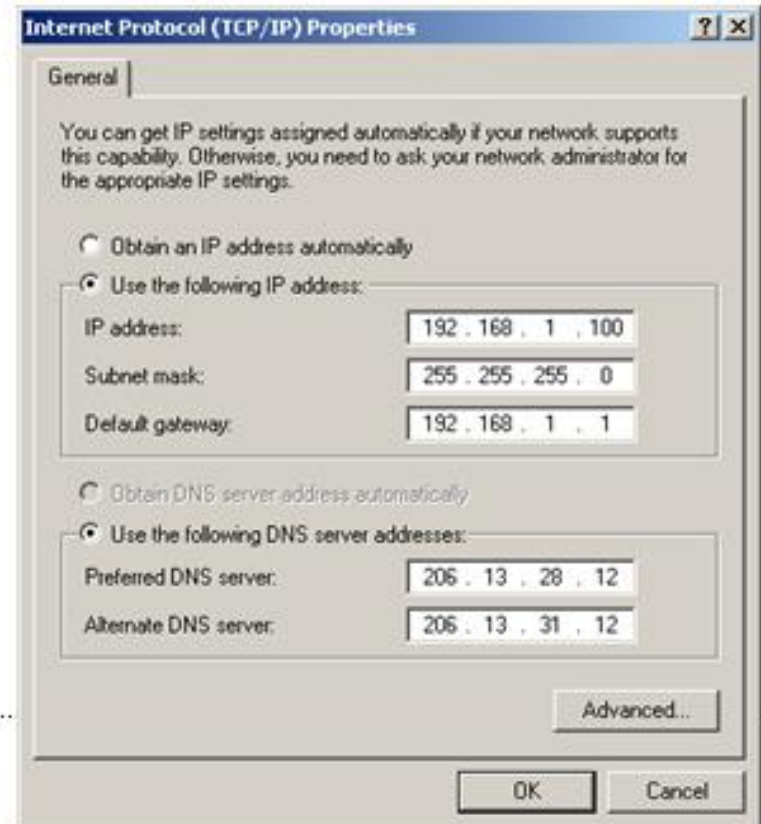 Internet Protocol (TCP/IP) Properties
General
You can get IP settings assigned automatically if your network supports
this capability. Otherwise, you need to ask your network administrator for
the appropriate IP settings.
Obtain an IP address automatically
Use the following IP address:
IP address: 192 . 168 . 1 . 100
Subnet mask: 255 . 255 . 255 . 0
Default gateway: 192 . 168 . 1 . 1
Obtain DNS server address automatically
Use the following DNS server addresses:
Preferred DNS server: 206 . 13 . 28 . 12
Alternate DNS server: 206 . 13 . 31 . 12
Advanced...
OK Cancel